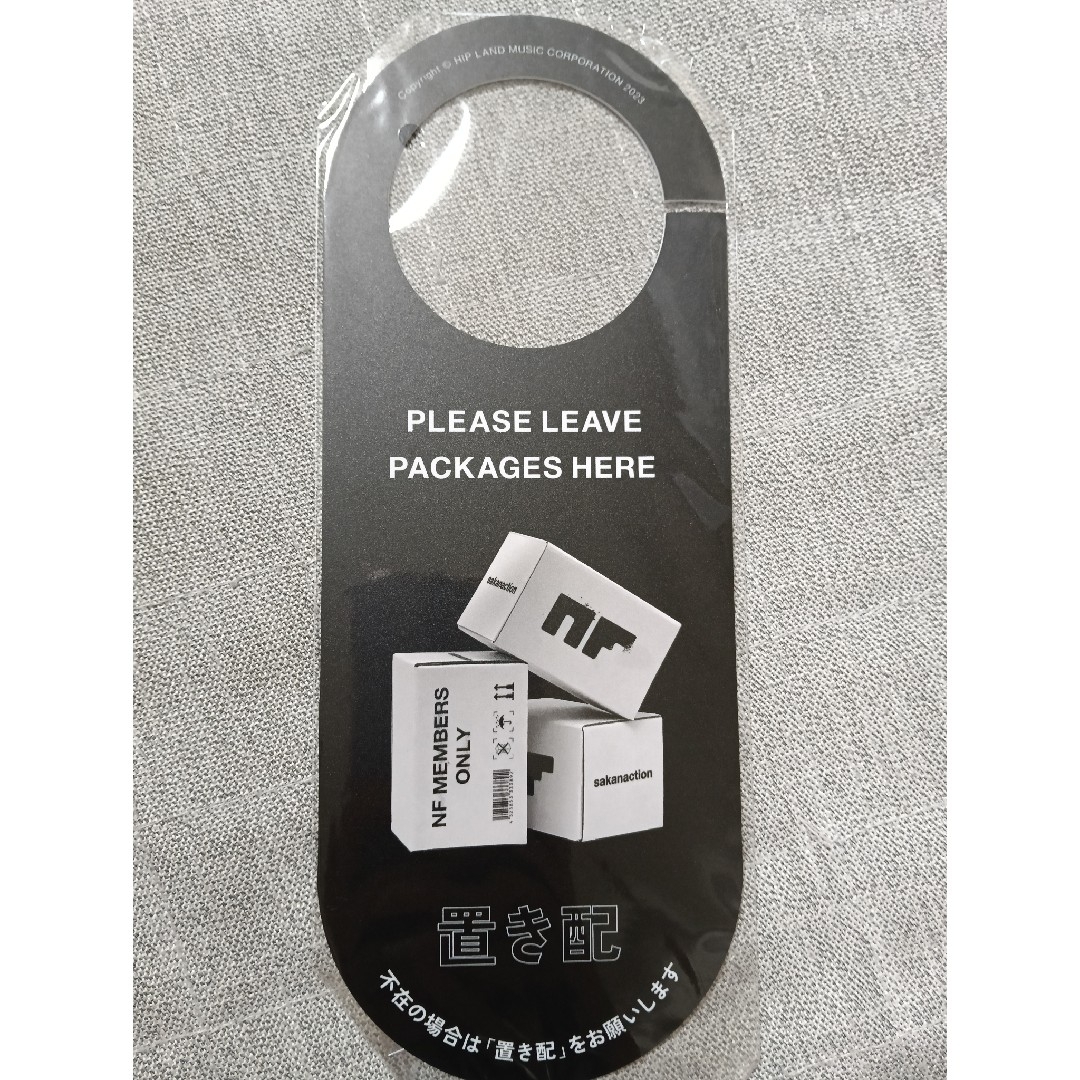 Copyright © HIP LAND MUSIC CORPORATION 2023
PLEASE LEAVE
PACKAGES HERE
sakanaction
NF
NF MEMBERS
ONLY
F
sakanaction
置き配
不在の場合は「置き配」をお願いします